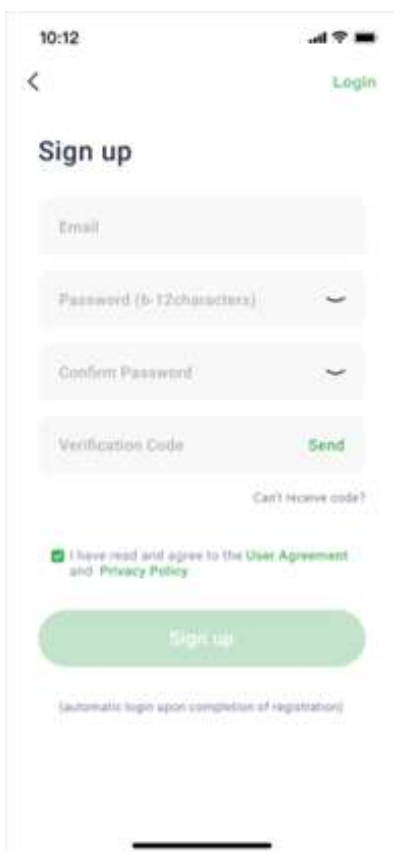 10:12
Login
Sign up
Email
Password (6-12characters)
Confirm Password
Verification Code
Send
Can't receive code?
I have read and agree to the User Agreement
and Privacy Policy
Sign up
(automatic login upon completion of registration)